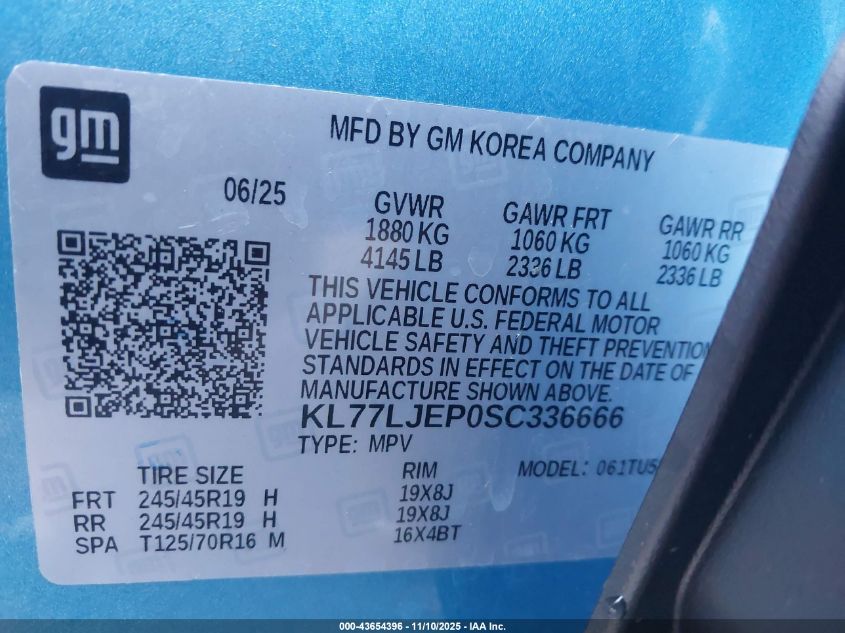 gm
MFD BY GM KOREA COMPANY
06/25
GVWR
1880 KG
4145 LB
GAWR FRT
1060 KG
2336 LB
GAWR RR
1060 KG
2336 LB
THIS VEHICLE CONFORMS TO ALL
APPLICABLE U.S. FEDERAL MOTOR
VEHICLE SAFETY AND THEFT PREVENTION
STANDARDS IN EFFECT ON THE DATE OF
MANUFACTURE SHOWN ABOVE.
KL77LJEP0SC336666
TYPE: MPV
MODEL: 061TU5
TIRE SIZE RIM
FRT 245/45R19 H 19X8J
RR 245/45R19 H 19X8J
SPA T125/70R16 M 16X4BT
000-43654396 - 11/10/2025 - IAA Inc.